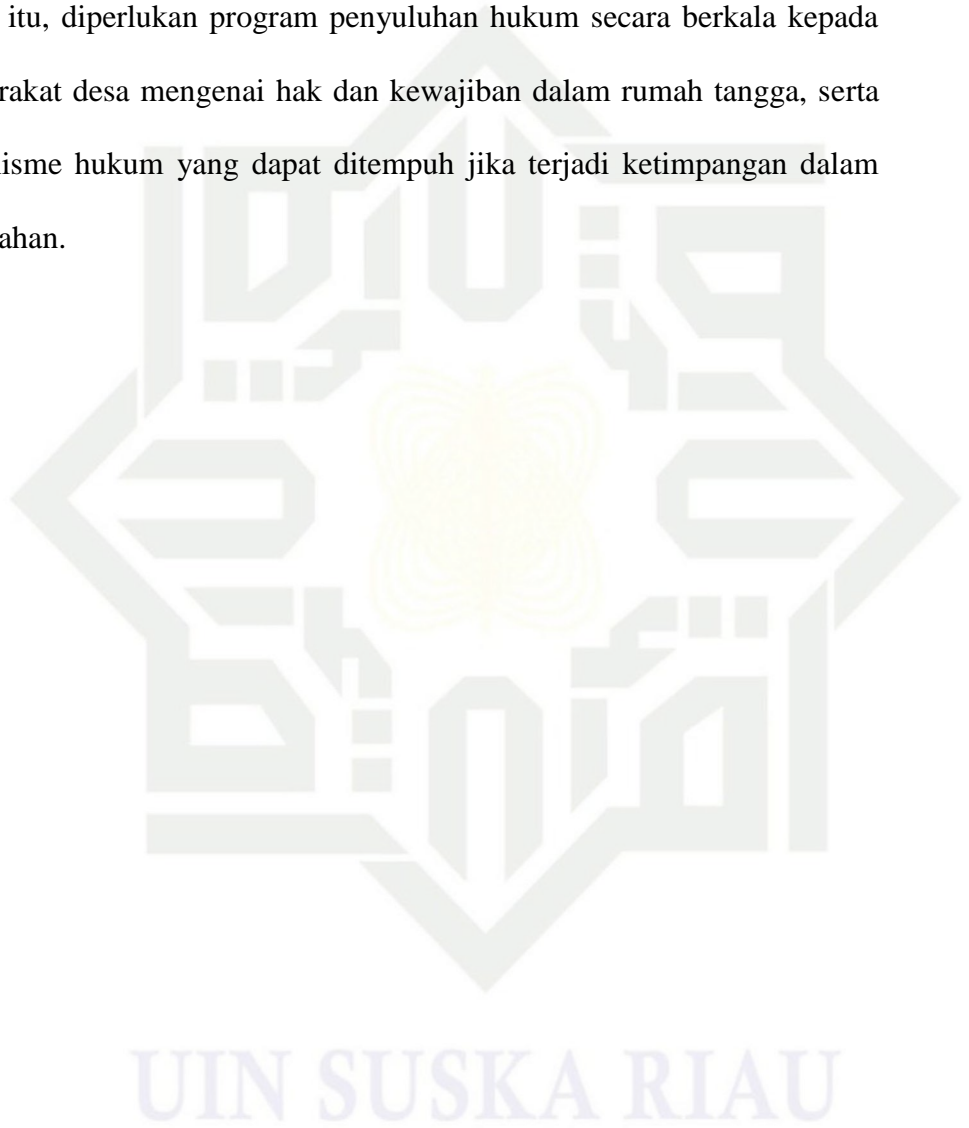 itu, diperlukan program penyuluhan hukum secara berkala kepada
rakat desa mengenai hak dan kewajiban dalam rumah tangga, serta
isme hukum yang dapat ditempuh jika terjadi ketimpangan dalam
ahan.
UIN SUSKA RIAU